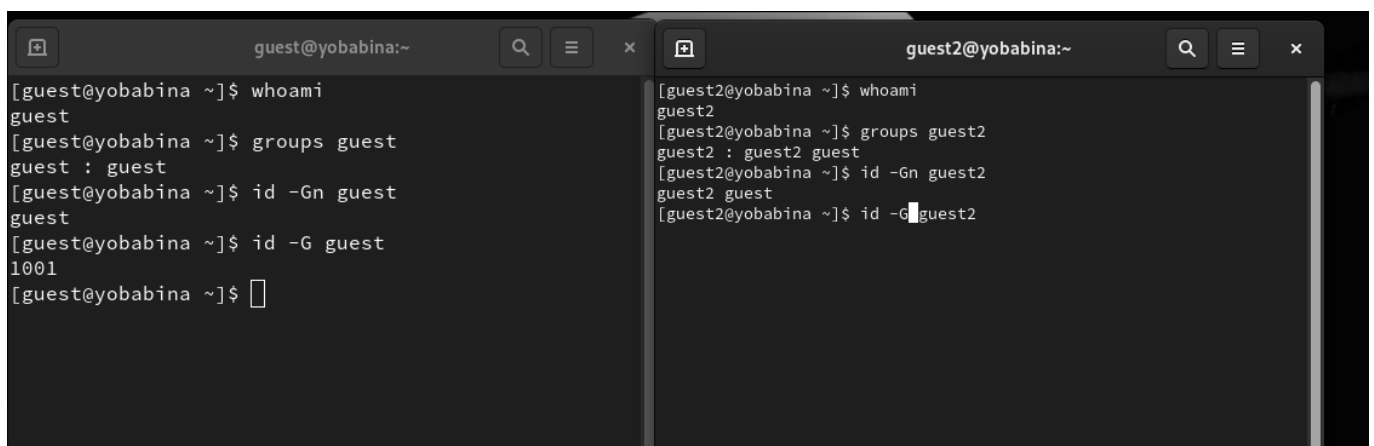 guest@yobabina:~
[guest@yobabina ~]$ whoami
guest
[guest@yobabina ~]$ groups guest
guest : guest
[guest@yobabina ~]$ id -Gn guest
guest
[guest@yobabina ~]$ id -G guest
1001
[guest@yobabina ~]$
guest2@yobabina:~
[guest2@yobabina ~]$ whoami
guest2
[guest2@yobabina ~]$ groups guest2
guest2 : guest2 guest
[guest2@yobabina ~]$ id -Gn guest2
guest2 guest
[guest2@yobabina ~]$ id -G guest2